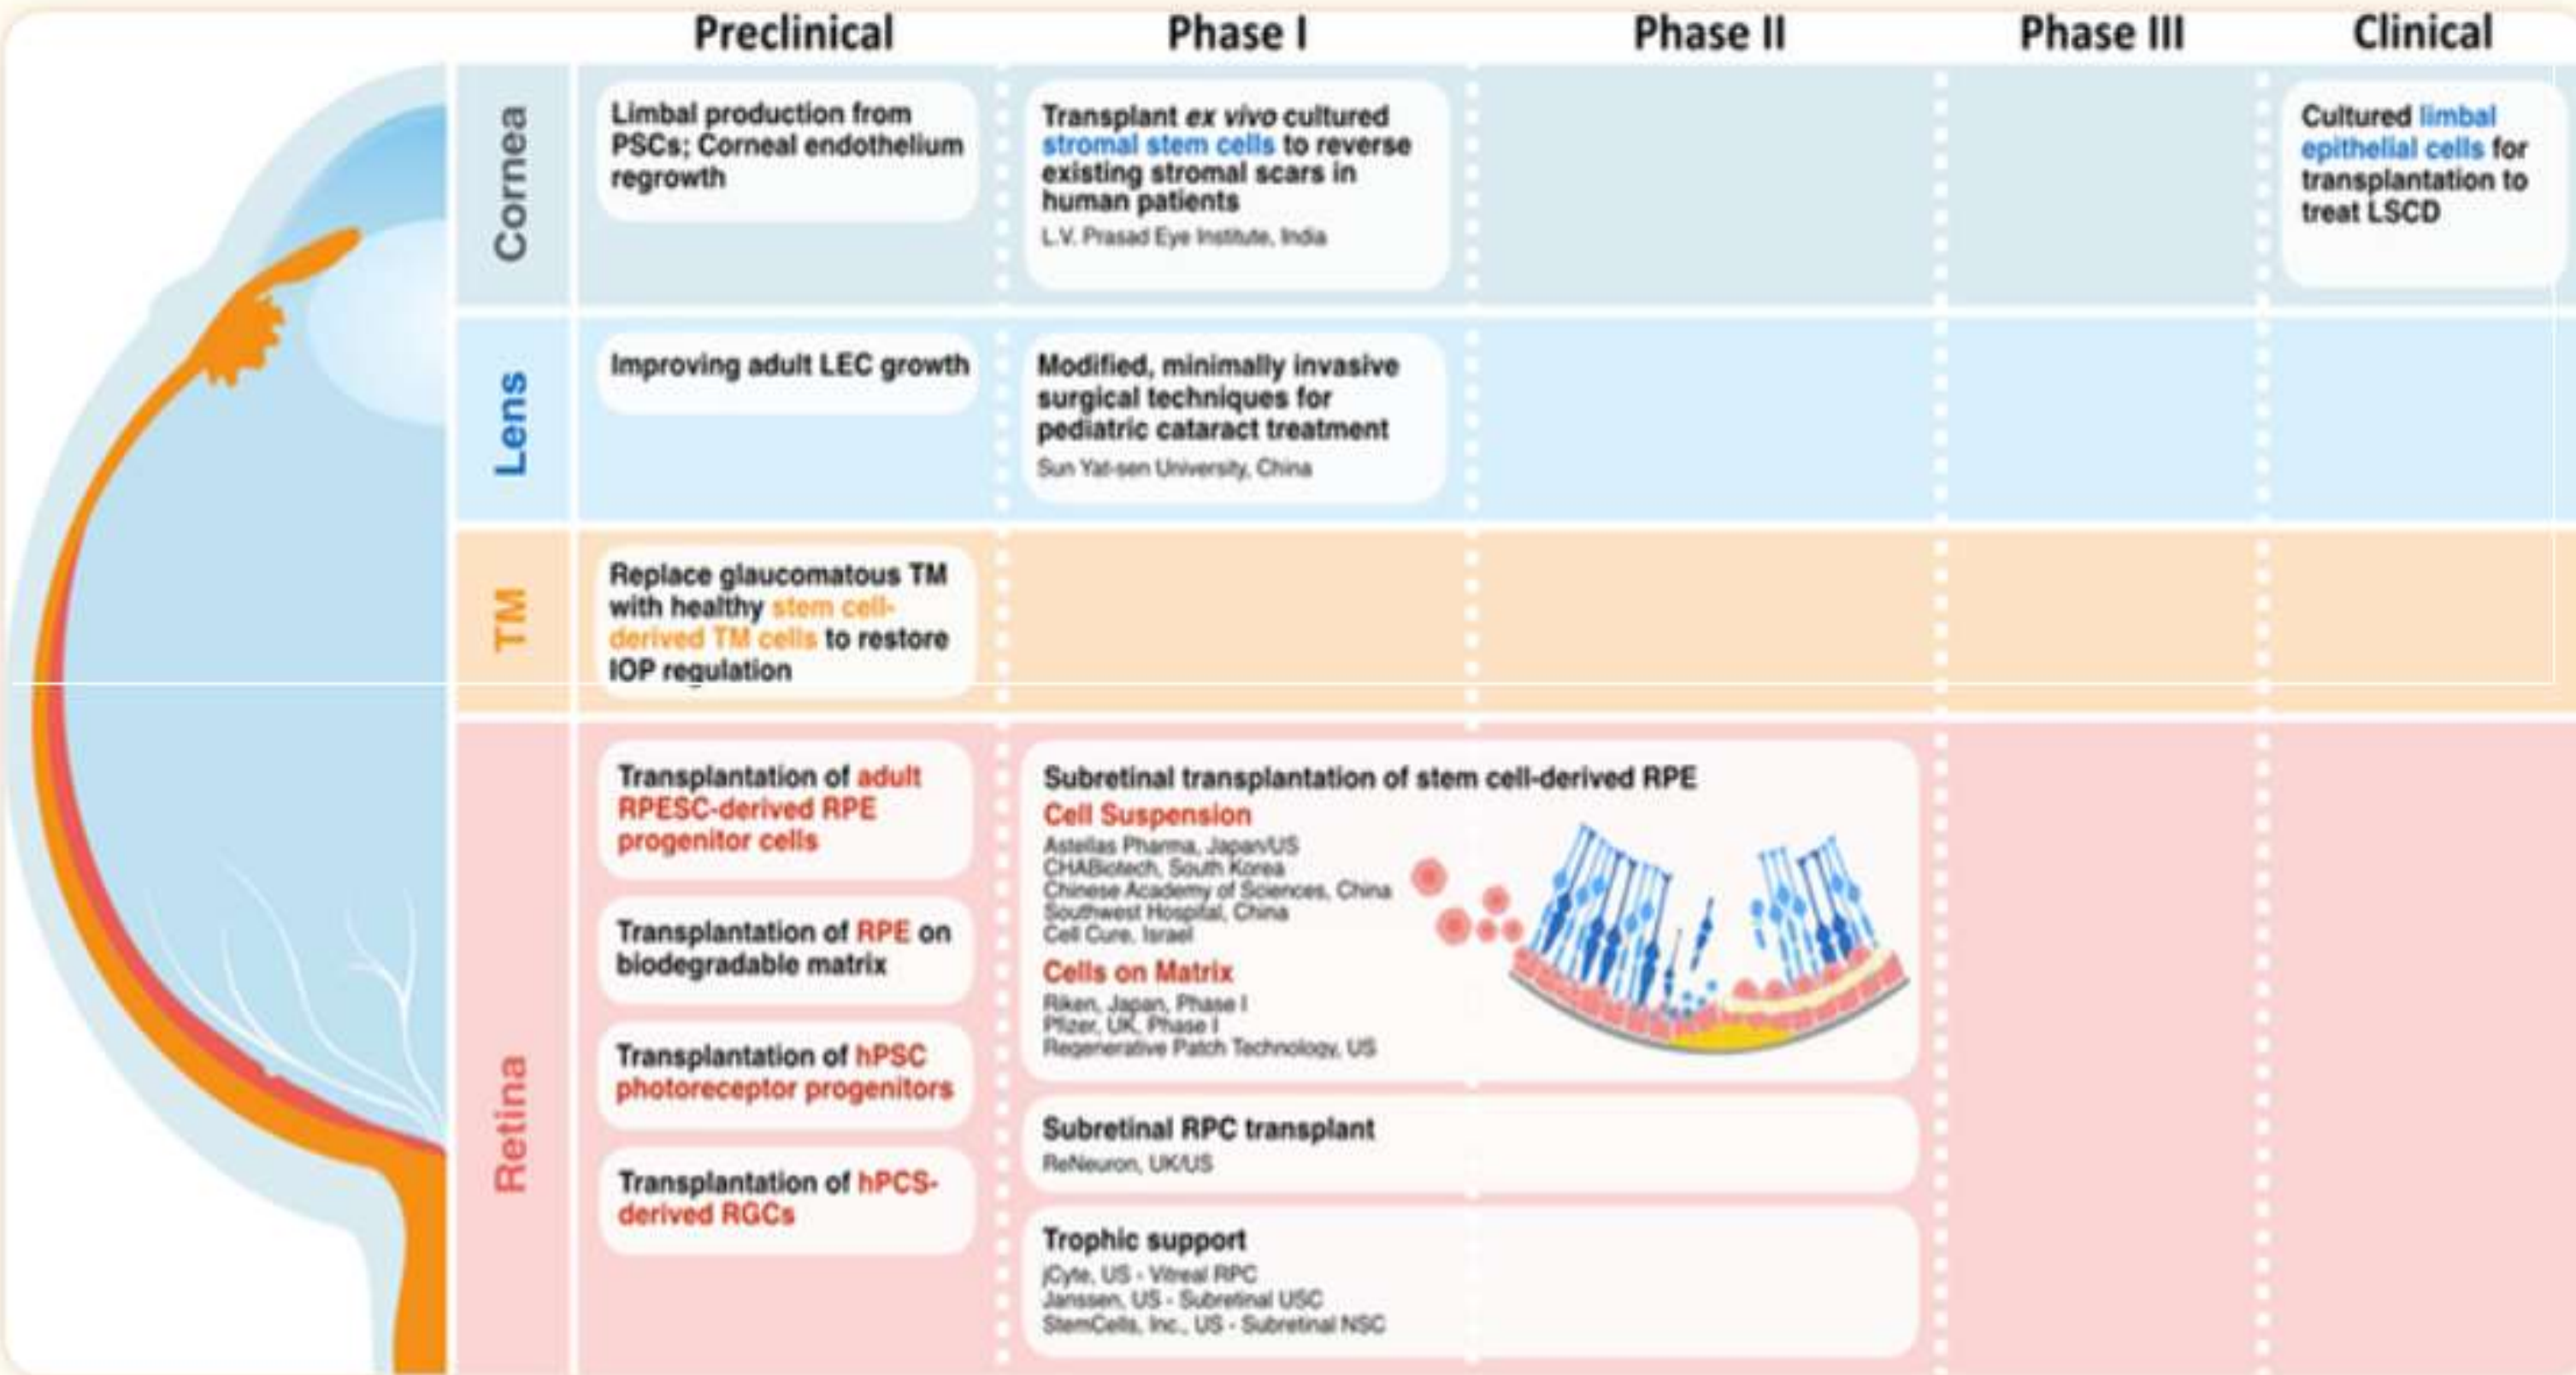 Preclinical
Phase I
Phase II
Phase III
Clinical
Cornea
Limbal production from
PSCs; Corneal endothelium
regrowth
Transplant ex vivo cultured
stromal stem cells to reverse
existing stromal scars in
human patients
L.V. Prasad Eye Institute, India
Cultured limbal
epithelial cells for
transplantation to
treat LSCD
Lens
Improving adult LEC growth
Modified, minimally invasive
surgical techniques for
pediatric cataract treatment
Sun Yat-sen University, China
TM
Replace glaucomatous TM
with healthy stem cell-
derived TM cells to restore
IOP regulation
Retina
Transplantation of adult
RPESC-derived RPE
progenitor cells
Transplantation of RPE on
biodegradable matrix
Transplantation of hPSC
photoreceptor progenitors
Transplantation of hPCS-
derived RGCs
Subretinal transplantation of stem cell-derived RPE
Cell Suspension
Astellas Pharma, Japan/US
CHABiotech, South Korea
Chinese Academy of Sciences, China
Southwest Hospital, China
Cell Cure, Israel
Cells on Matrix
Riken, Japan, Phase I
Pfizer, UK, Phase I
Regenerative Patch Technology, US
Subretinal RPC transplant
ReNeuron, UK/US
Trophic support
jCyte, US - Vitreal RPC
Janssen, US - Subretinal USC
StemCells, Inc., US - Subretinal NSC